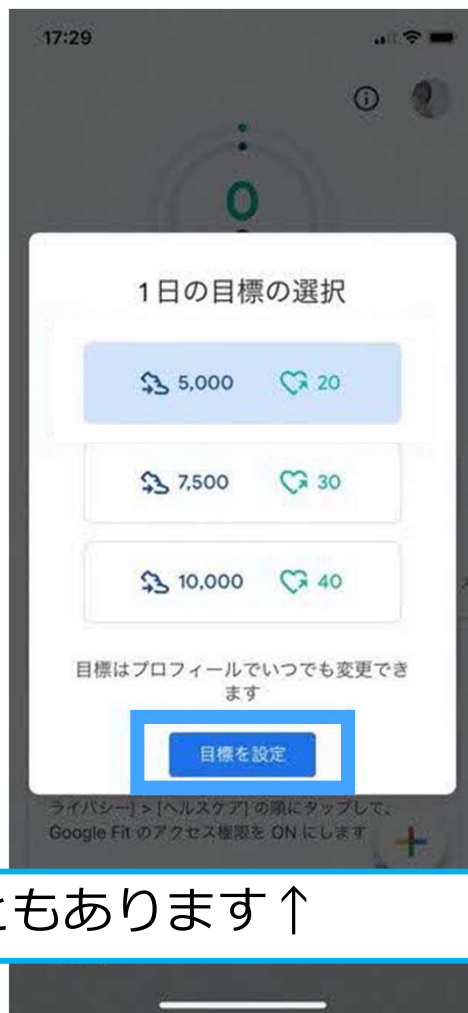 17:29
0
1日の目標の選択
5,000 20
7,500 30
10,000 40
目標はプロフィールでいつでも変更でき
ます
目標を設定
ライバシー] > [ヘルスケア] の順にタップして、
Google Fit のアクセス権限を ON にします
ともあります↑